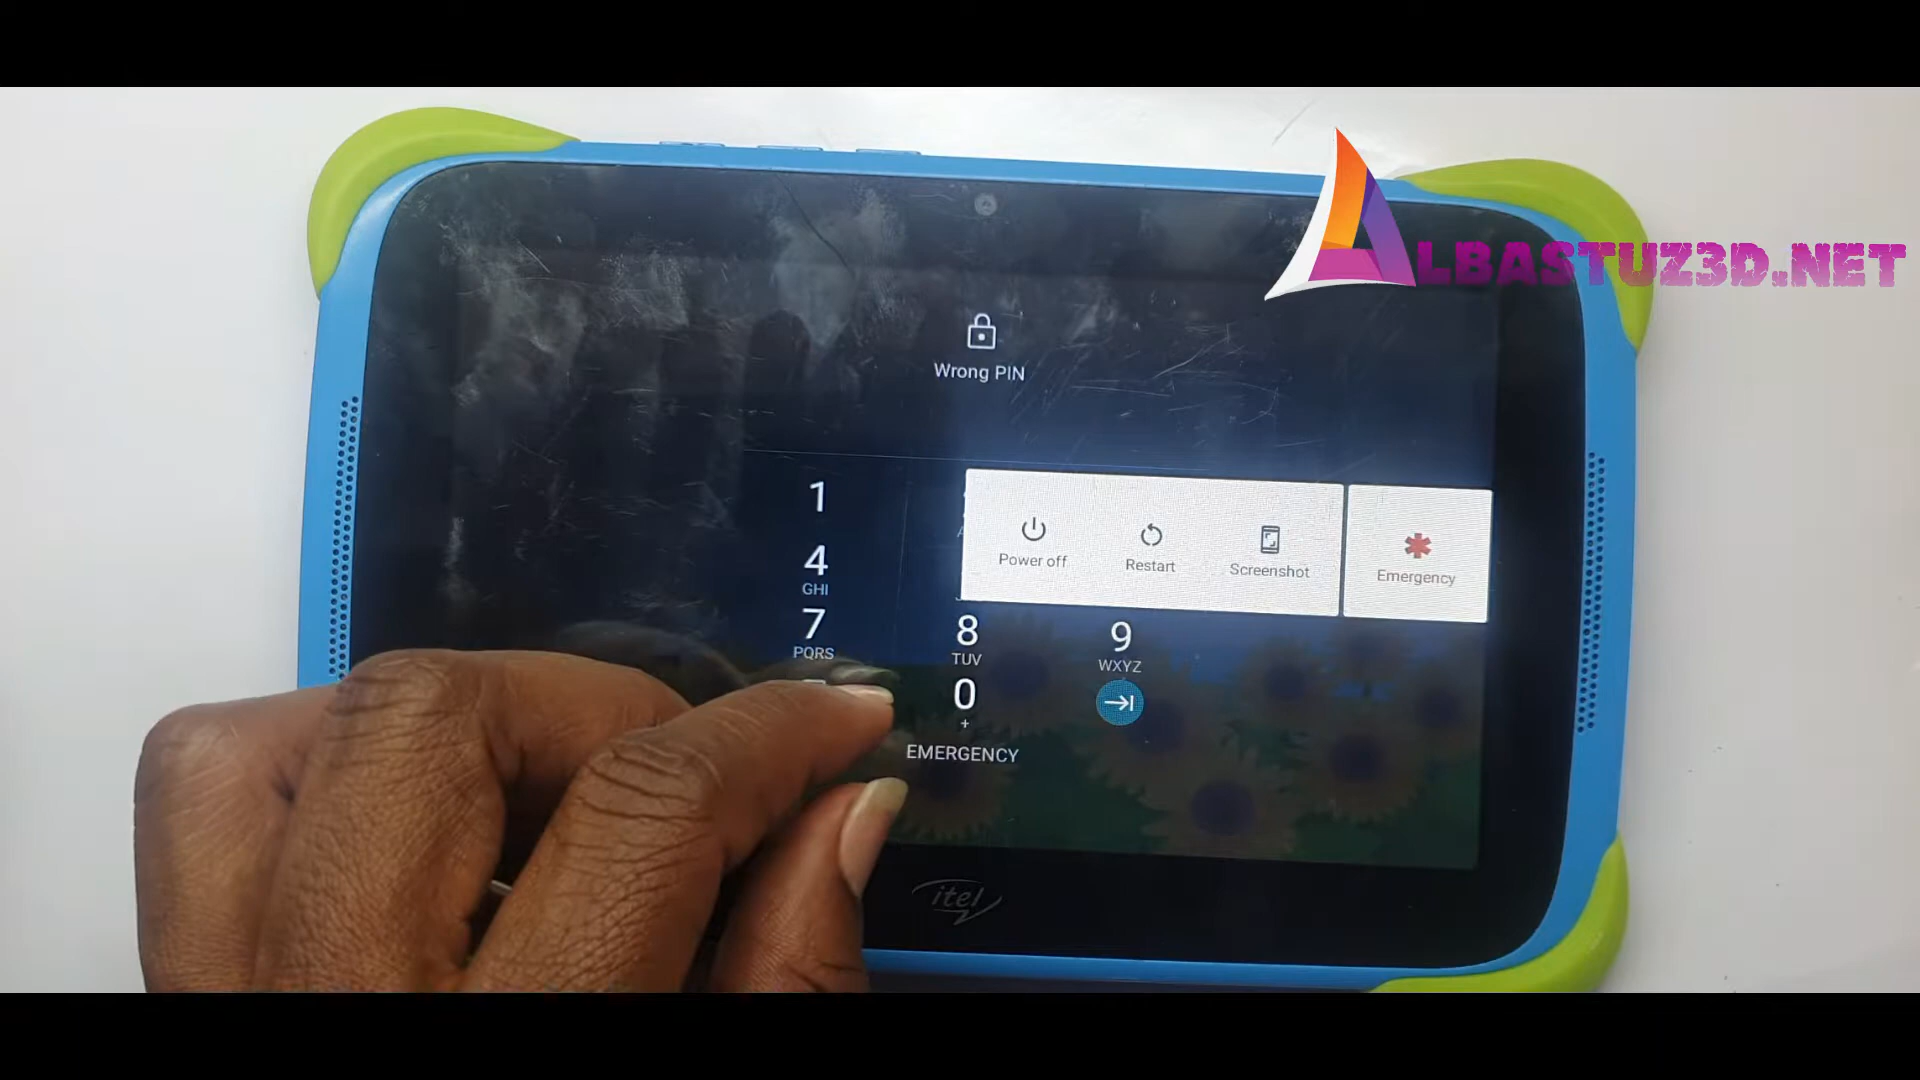 ALBASTUZ3D.NET
Wrong PIN
1
4
GHI
Power off
Restart
Screenshot
Emergency
7
PQRS
8
TUV
9
WXYZ
0
+
EMERGENCY
itel